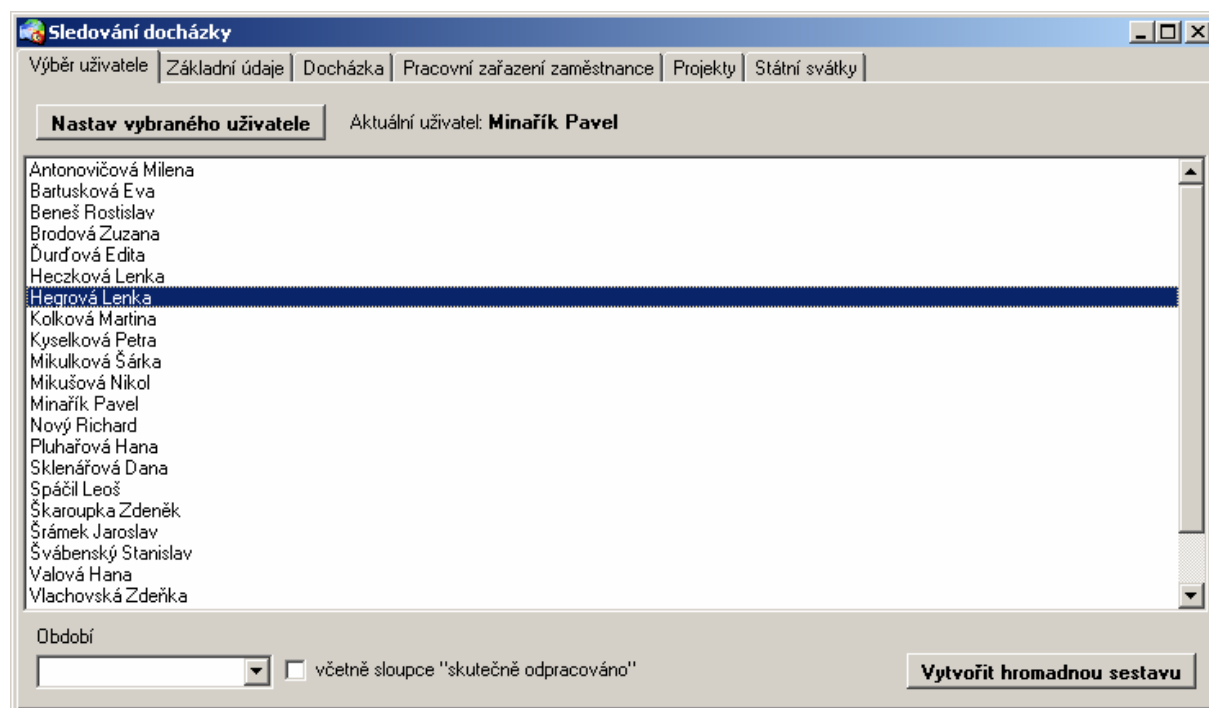 Sledování docházky
Výběr uživatele Základní údaje Docházka Pracovní zařazení zaměstnance Projekty Státní svátky
Nastav vybraného uživatele Aktuální uživatel: Minařík Pavel
Antonovičová Milena
Bartusková Eva
Beneš Rostislav
Brodová Zuzana
Ďurďová Edita
Heczková Lenka
Hegrová Lenka
Kolková Martina
Kyselková Petra
Mikulková Šárka
Mikušová Nikol
Minařík Pavel
Nový Richard
Pluhařová Hana
Sklenářová Dana
Spáčil Leoš
Škaroupka Zdeněk
Šrámek Jaroslav
Švábenský Stanislav
Valová Hana
Vlachovská Zdeňka
Období
včetně sloupce "skutečně odpracováno" Vytvořit hromadnou sestavu